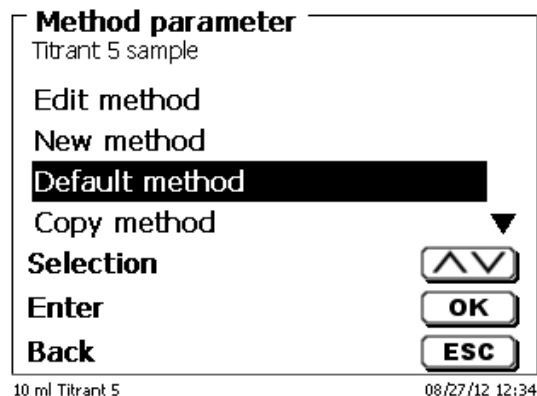 Method parameter
Titrant 5 sample
Edit method
New method
Default method
Copy method
Selection
Enter OK
Back ESC
10 ml Titrant 5 08/27/12 12:34